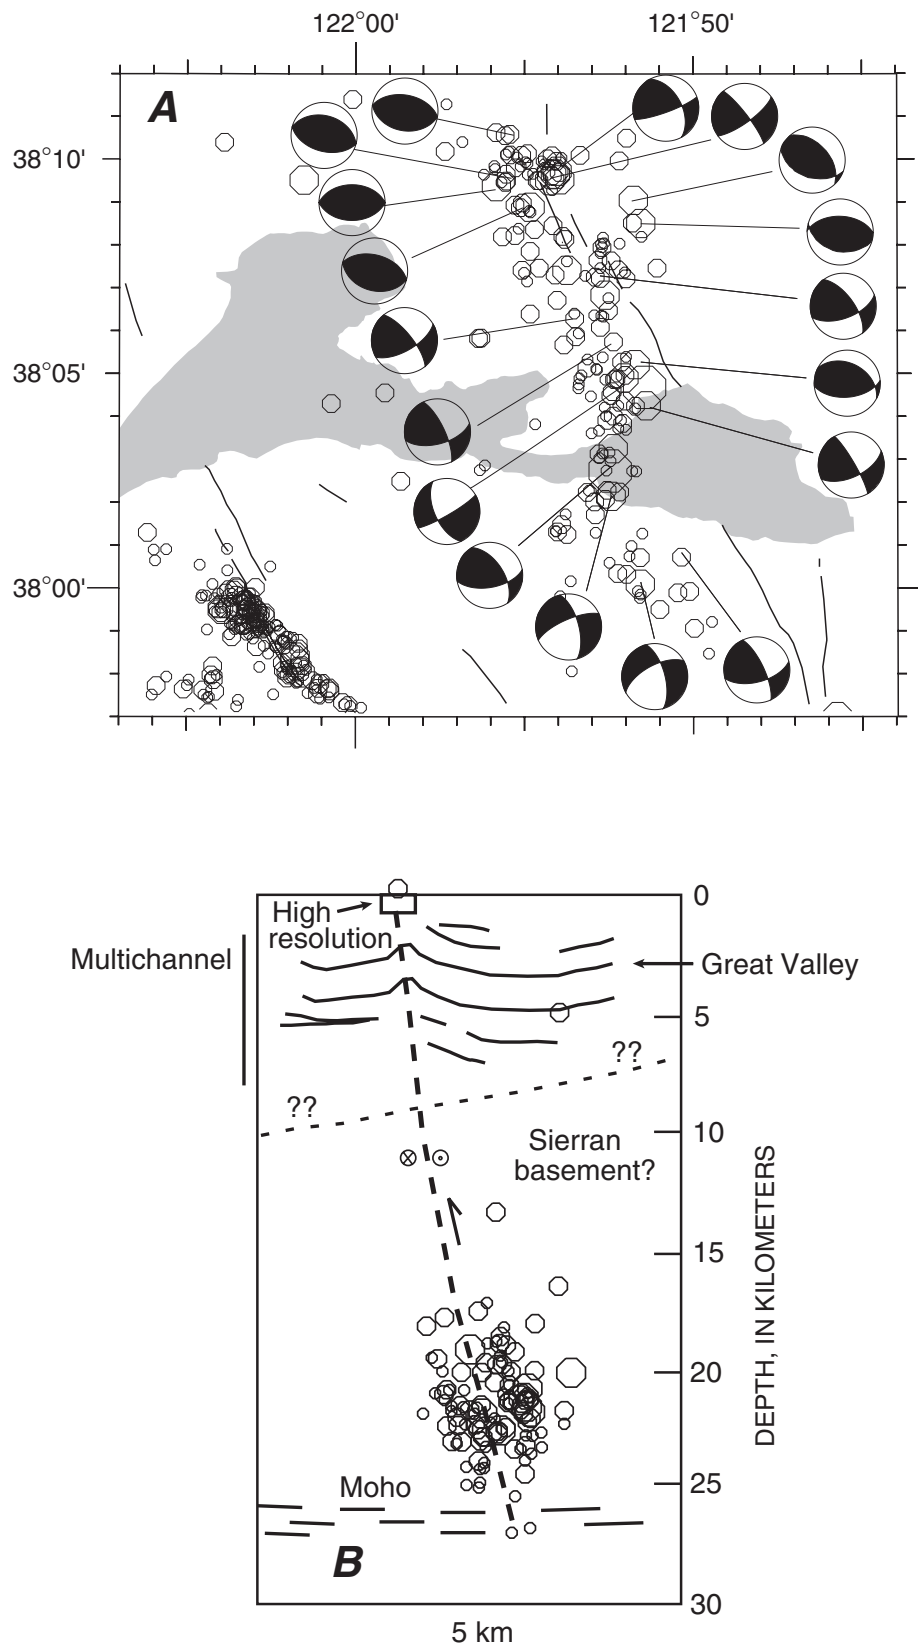 122°00' 121°50'
A
38°10'
38°05'
38°00'
0
High
resolution
Multichannel
Great Valley
5
??
??
10
Sierran
basement?
15
DEPTH, IN KILOMETERS
20
25
Moho
B
30
5 km